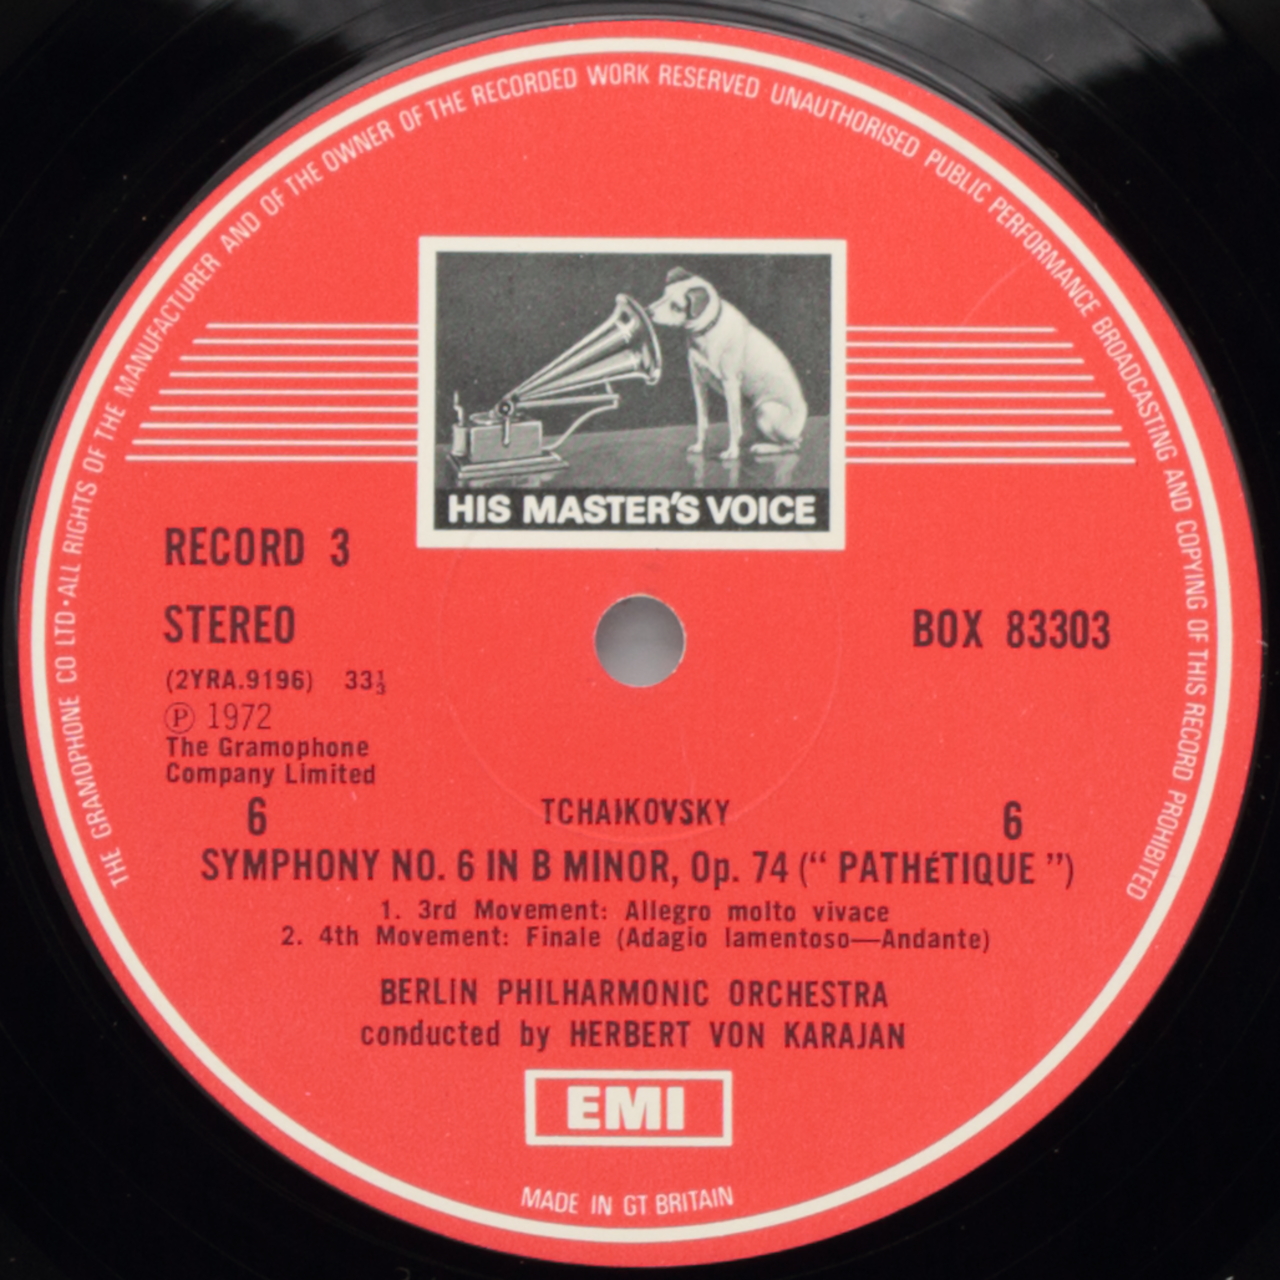 THE GRAMOPHONE CO LTD · ALL RIGHTS OF THE MANUFACTURER AND OF THE OWNER OF THE RECORDED WORK RESERVED UNAUTHORISED PUBLIC PERFORMANCE BROADCASTING AND COPYING OF THIS RECORD PROHIBITED
HIS MASTER'S VOICE
RECORD 3
STEREO
BOX 83303
(2YRA.9196) 33⅓
℗ 1972
The Gramophone
Company Limited
6 TCHAIKOVSKY 6
SYMPHONY NO. 6 IN B MINOR, Op. 74 (“ PATHÉTIQUE ”)
1. 3rd Movement: Allegro molto vivace
2. 4th Movement: Finale (Adagio lamentoso—Andante)
BERLIN PHILHARMONIC ORCHESTRA
conducted by HERBERT VON KARAJAN
EMI
MADE IN GT BRITAIN